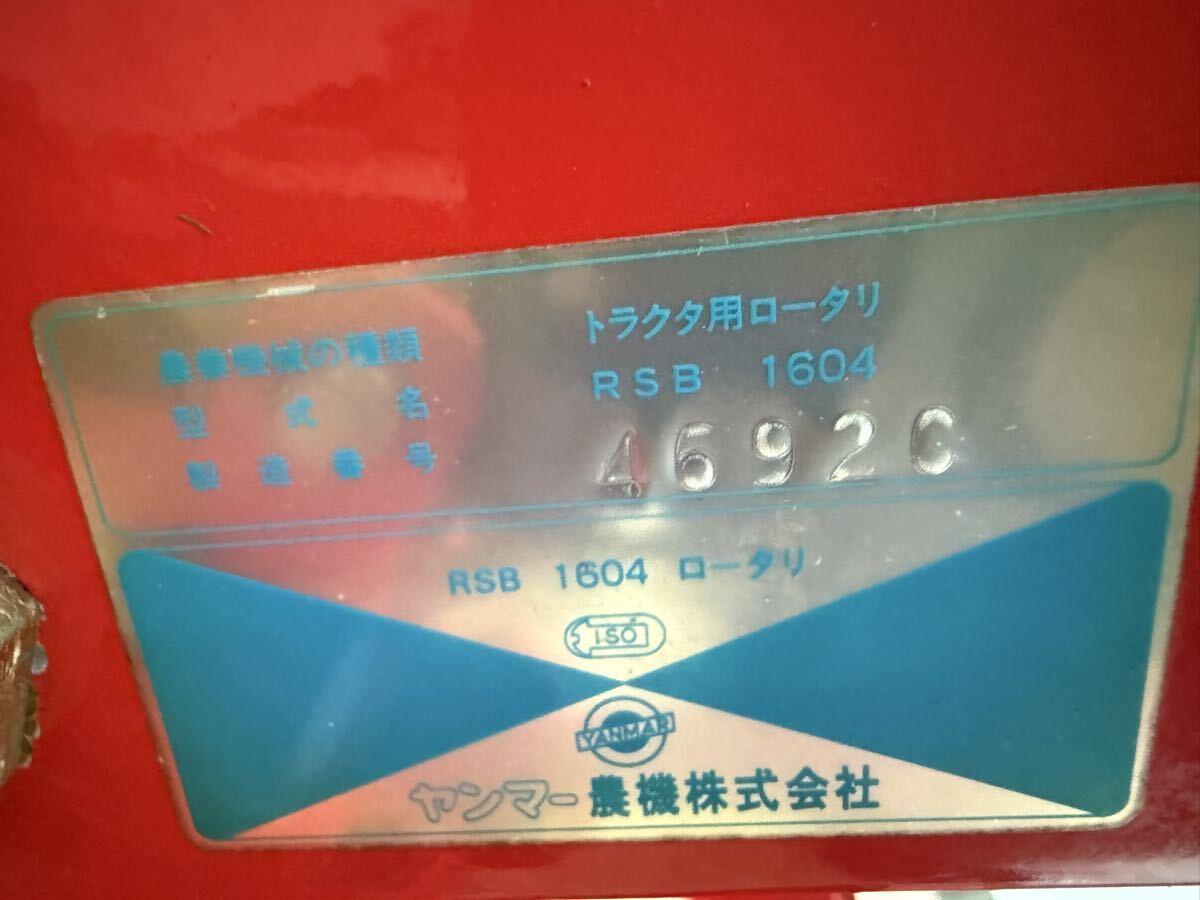 農業機械の種類 トラクタ用ロータリ
型式名 RSB 1604
製造番号 46920
RSB 1604 ロータリ
ISO
YANMAR
ヤンマー農機株式会社